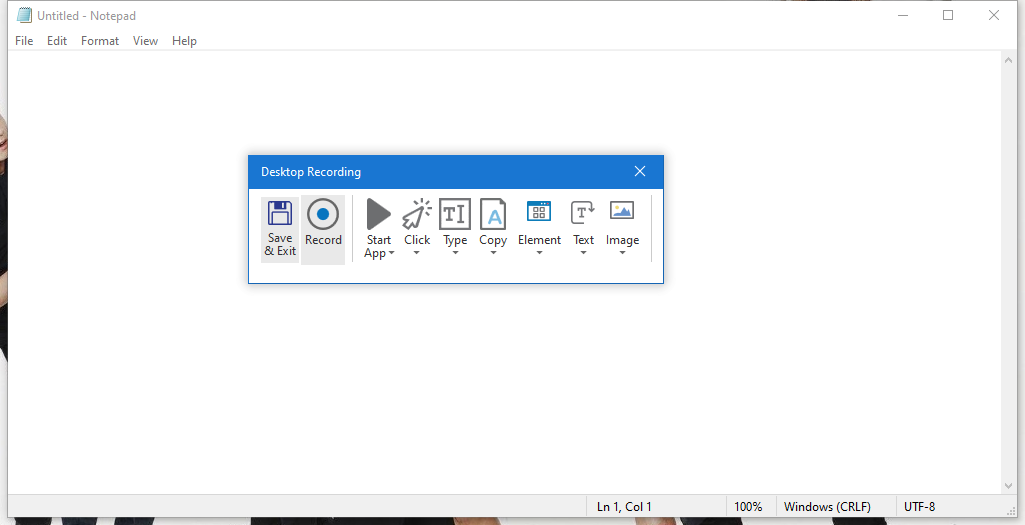 Untitled - Notepad
File Edit Format View Help
Desktop Recording
Save & Exit
Record
Start App
Click
Type
Copy
Element
Text
Image
Ln 1, Col 1 100% Windows (CRLF) UTF-8